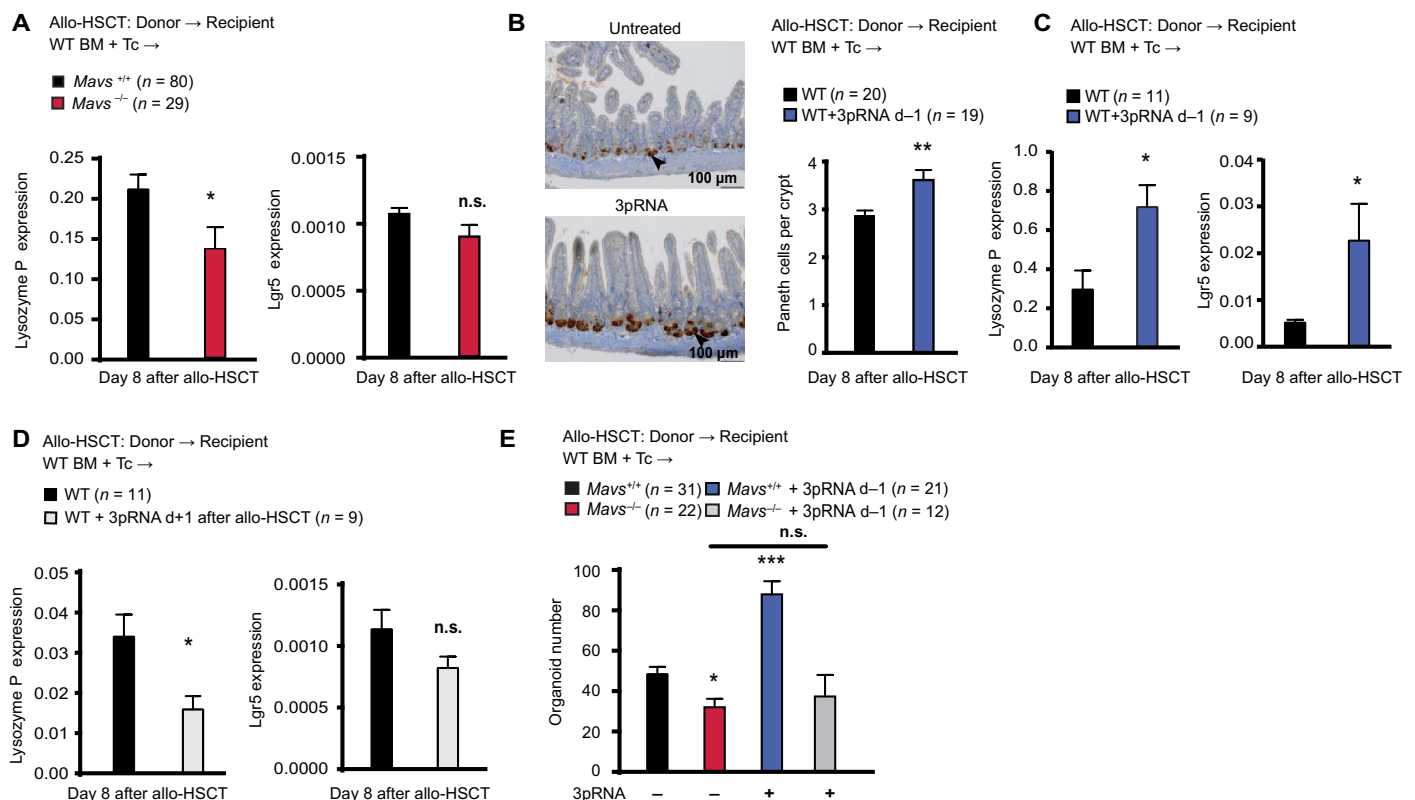 A
Allo-HSCT: Donor → Recipient
WT BM + Tc →
Mavs +/+ (n = 80)
Mavs –/– (n = 29)
Lysozyme P expression
0.25
0.20
0.15
0.10
0.05
0.00
*
Day 8 after allo-HSCT
Lgr5 expression
0.0015
0.0010
0.0005
0.0000
n.s.
Day 8 after allo-HSCT
B
Untreated
100 µm
3pRNA
100 µm
Allo-HSCT: Donor → Recipient
WT BM + Tc →
WT (n = 20)
WT+3pRNA d–1 (n = 19)
Paneth cells per crypt
4
3
3
1
0
**
Day 8 after allo-HSCT
C
Allo-HSCT: Donor → Recipient
WT BM + Tc →
WT (n = 11)
WT+3pRNA d–1 (n = 9)
Lysozyme P expression
1.0
0.8
0.6
0.4
0.2
0.0
*
Day 8 after allo-HSCT
Lgr5 expression
0.04
0.03
0.02
0.01
0.00
*
Day 8 after allo-HSCT
D
Allo-HSCT: Donor → Recipient
WT BM + Tc →
WT (n = 11)
WT + 3pRNA d+1 after allo-HSCT (n = 9)
Lysozyme P expression
0.05
0.04
0.03
0.02
0.01
0.00
*
Day 8 after allo-HSCT
Lgr5 expression
0.0015
0.0010
0.0005
0.0000
n.s.
Day 8 after allo-HSCT
E
Allo-HSCT: Donor → Recipient
WT BM + Tc →
Mavs+/+ (n = 31) Mavs+/+ + 3pRNA d–1 (n = 21)
Mavs–/– (n = 22) Mavs–/– + 3pRNA d–1 (n = 12)
n.s.
Organoid number
100
80
60
40
20
0
*
***
3pRNA – – + +